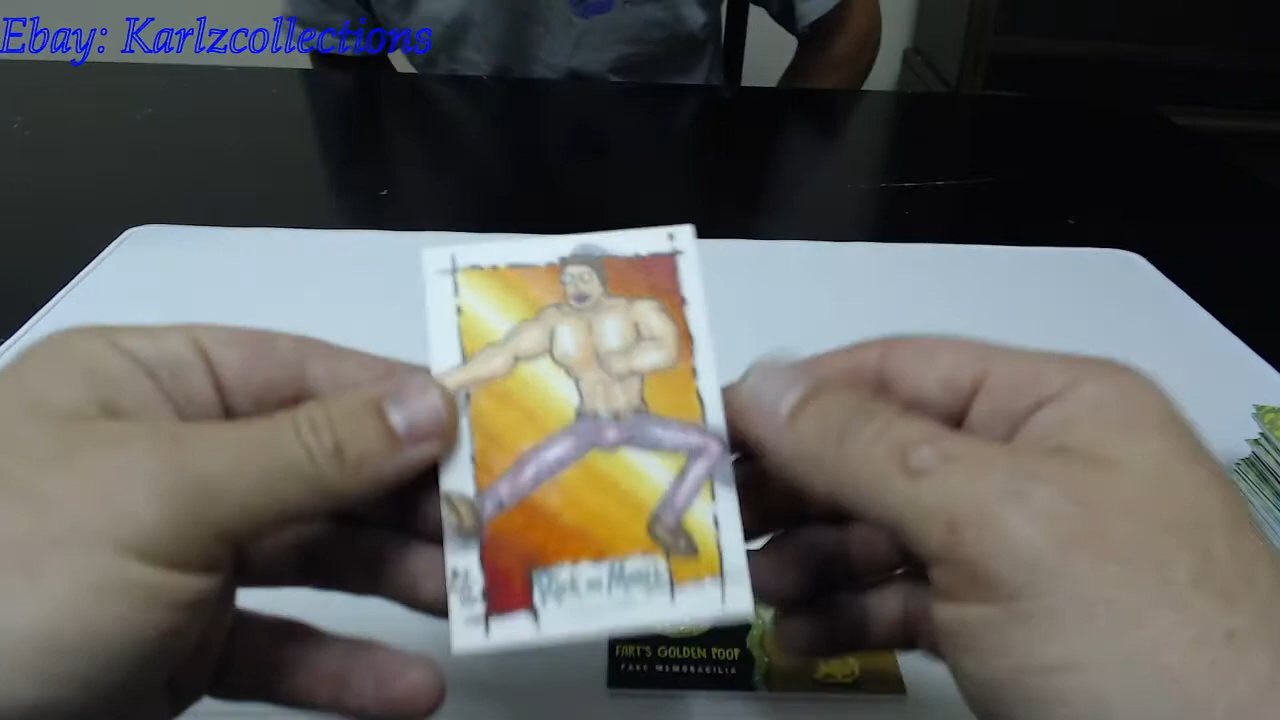 Ebay: Karlzcollections
Rick and Morty
FART'S GOLDEN POOP
FAKE MEMORABILIA